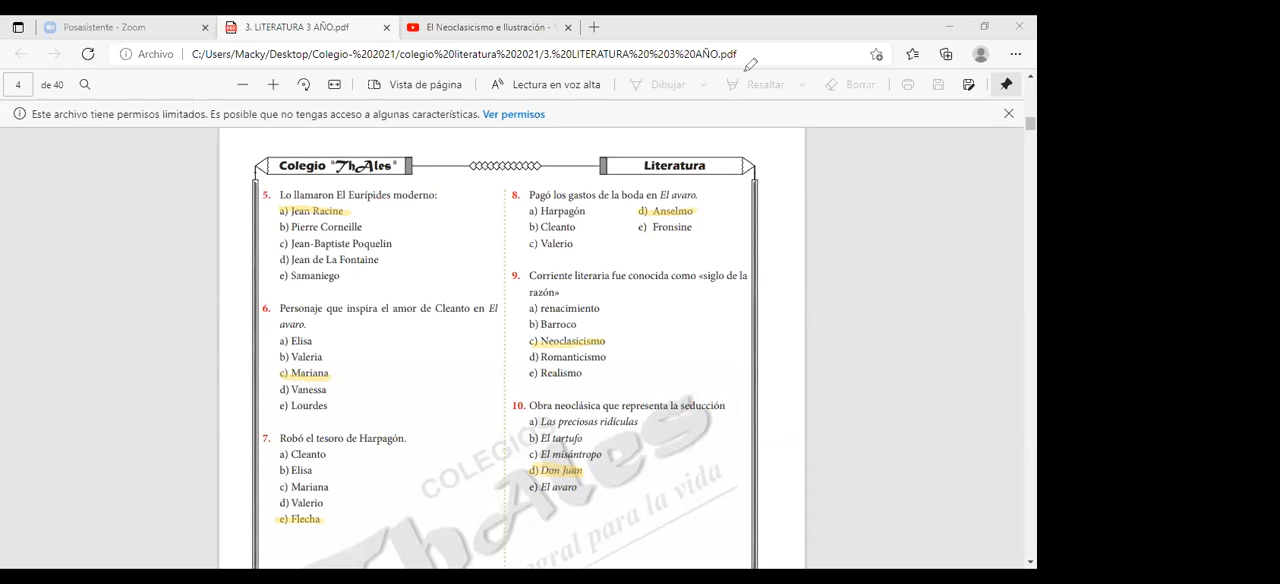 Posasistente - Zoom
3. LITERATURA 3 AÑO.pdf
El Neoclasicismo e Ilustración -
Archivo
C:/Users/Macky/Desktop/Colegio-%202021/colegio%20literatura%202021/3.%20LITERATURA%20%203%20AÑO.pdf
4 de 40
Vista de página
Lectura en voz alta
Dibujar
Resaltar
Borrar
Este archivo tiene permisos limitados. Es posible que no tengas acceso a algunas características. Ver permisos
Colegio "ThAles"
Literatura
5. Lo llamaron El Eurípides moderno:
a) Jean Racine
b) Pierre Corneille
c) Jean-Baptiste Poquelin
d) Jean de La Fontaine
e) Samaniego
6. Personaje que inspira el amor de Cleanto en El
avaro.
a) Elisa
b) Valeria
c) Mariana
d) Vanessa
e) Lourdes
7. Robó el tesoro de Harpagón.
a) Cleanto
b) Elisa
c) Mariana
d) Valerio
e) Flecha
8. Pagó los gastos de la boda en El avaro.
a) Harpagón
d) Anselmo
b) Cleanto
e) Fronsine
c) Valerio
9. Corriente literaria fue conocida como «siglo de la
razón»
a) renacimiento
b) Barroco
c) Neoclasicismo
d) Romanticismo
e) Realismo
10. Obra neoclásica que representa la seducción
a) Las preciosas ridículas
b) El tartufo
c) El misántropo
d) Don Juan
e) El avaro
COLEGIOS
ThAles
gral para la vida